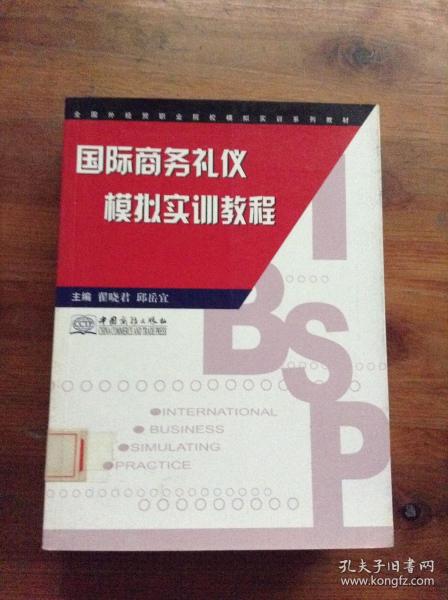 全国外经贸职业院校模拟实训系列教材
国际商务礼仪
模拟实训教程
主编 翟晓君 邱岳宜
CCTP
中国商务出版社
CHINA COMMERCE AND TRADE PRESS
IBSP
INTERNATIONAL
BUSINESS
SIMULATING
PRACTICE
孔夫子旧书网
www.kongfz.com